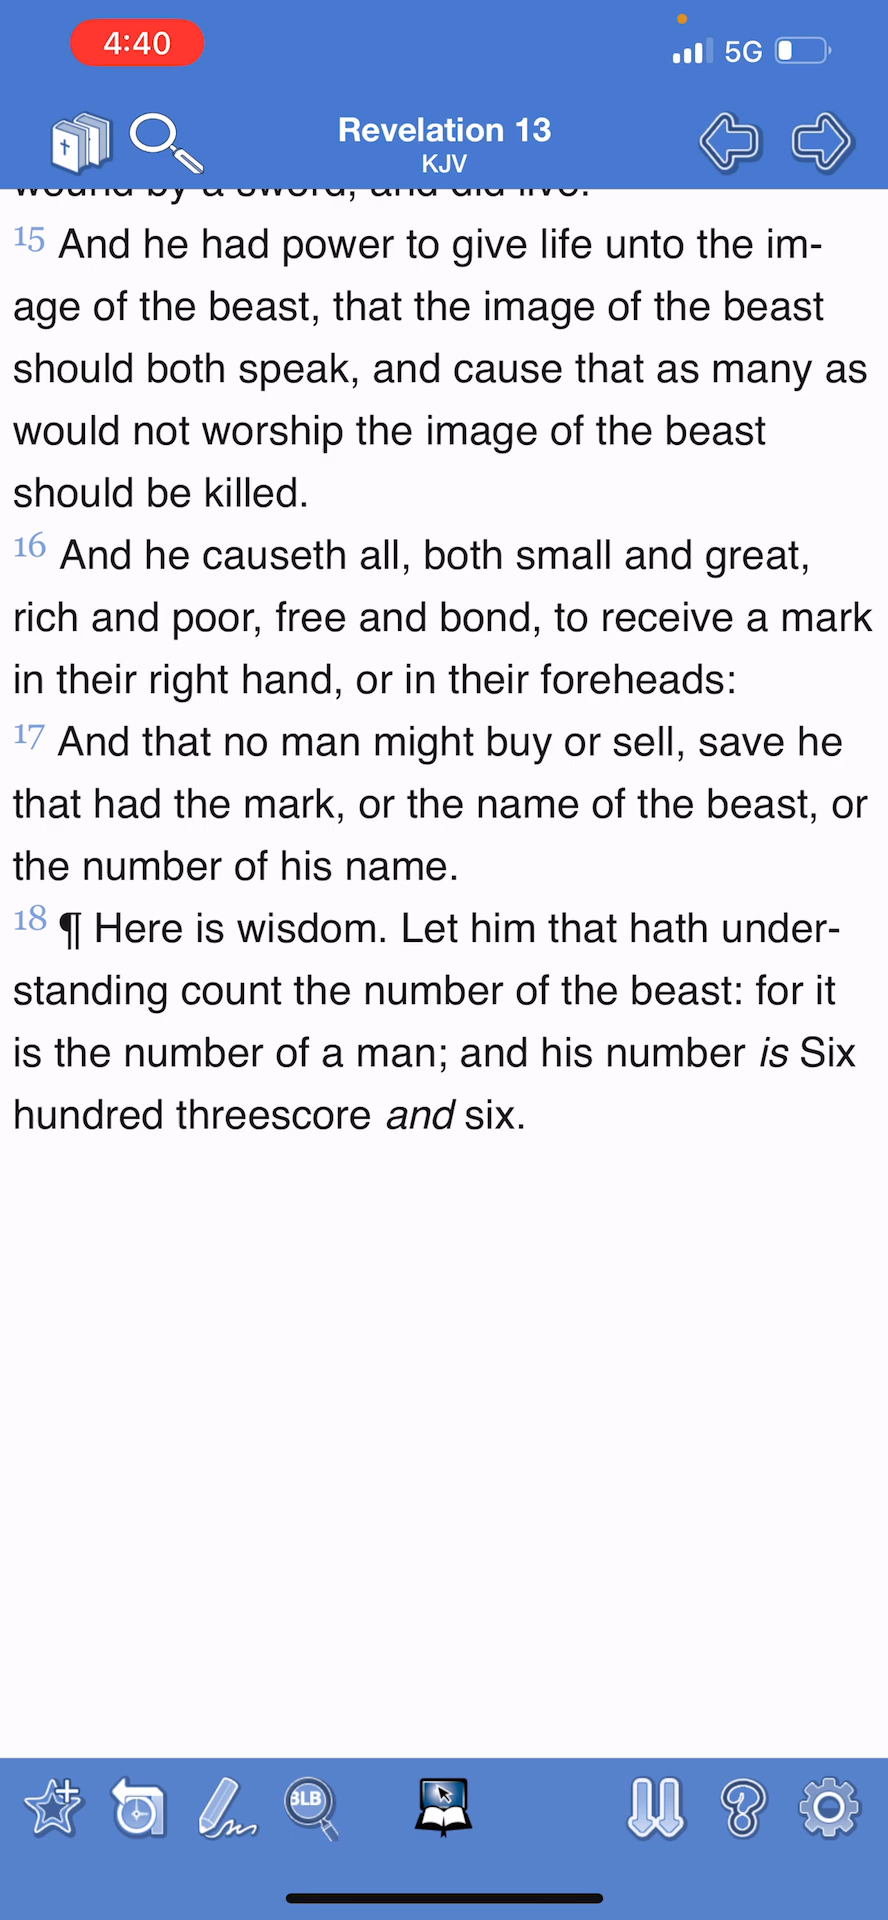 4:40
5G
Revelation 13
KJV
wound by a sword, and did live.
15 And he had power to give life unto the im-
age of the beast, that the image of the beast
should both speak, and cause that as many as
would not worship the image of the beast
should be killed.
16 And he causeth all, both small and great,
rich and poor, free and bond, to receive a mark
in their right hand, or in their foreheads:
17 And that no man might buy or sell, save he
that had the mark, or the name of the beast, or
the number of his name.
18 ¶ Here is wisdom. Let him that hath under-
standing count the number of the beast: for it
is the number of a man; and his number is Six
hundred threescore and six.
BLB